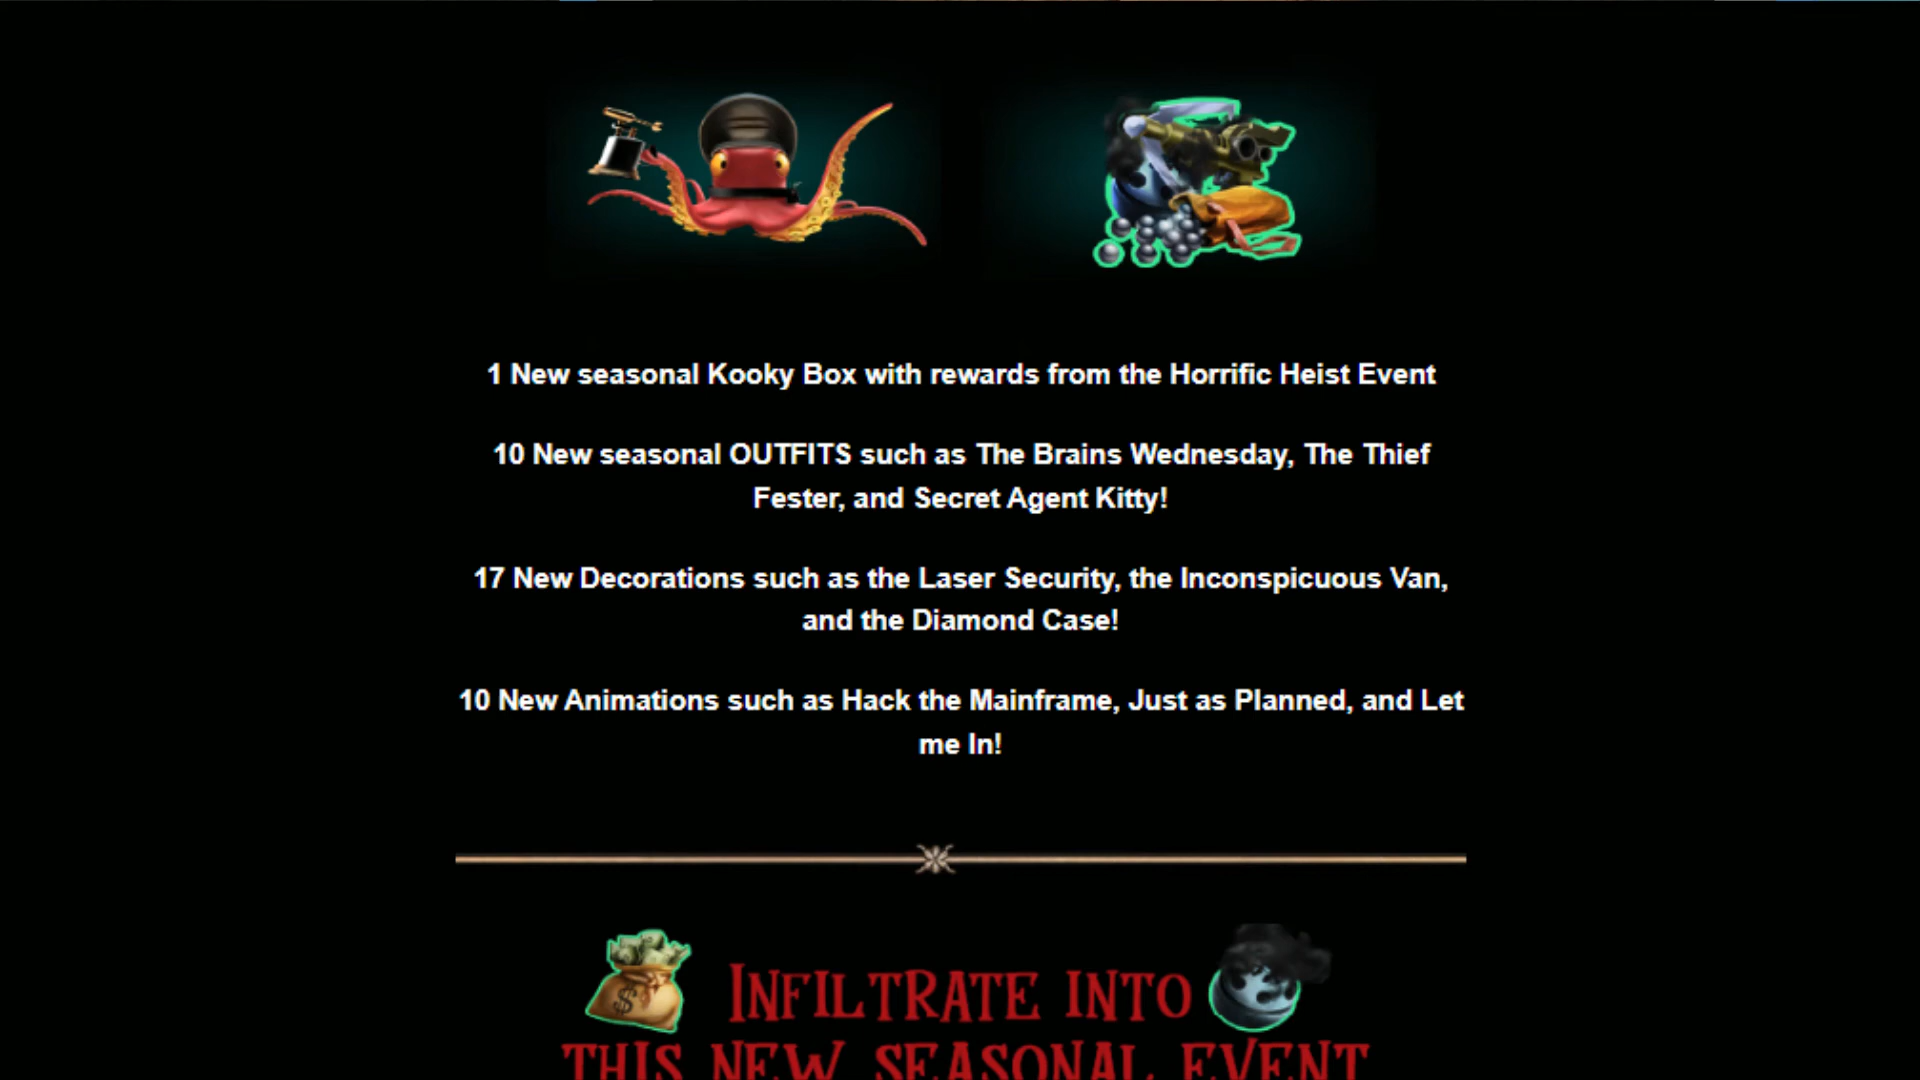 1 New seasonal Kooky Box with rewards from the Horrific Heist Event
10 New seasonal OUTFITS such as The Brains Wednesday, The Thief
Fester, and Secret Agent Kitty!
17 New Decorations such as the Laser Security, the Inconspicuous Van,
and the Diamond Case!
10 New Animations such as Hack the Mainframe, Just as Planned, and Let
me In!
$
INFILTRATE INTO
THIS NEW SEASONAL EVENT